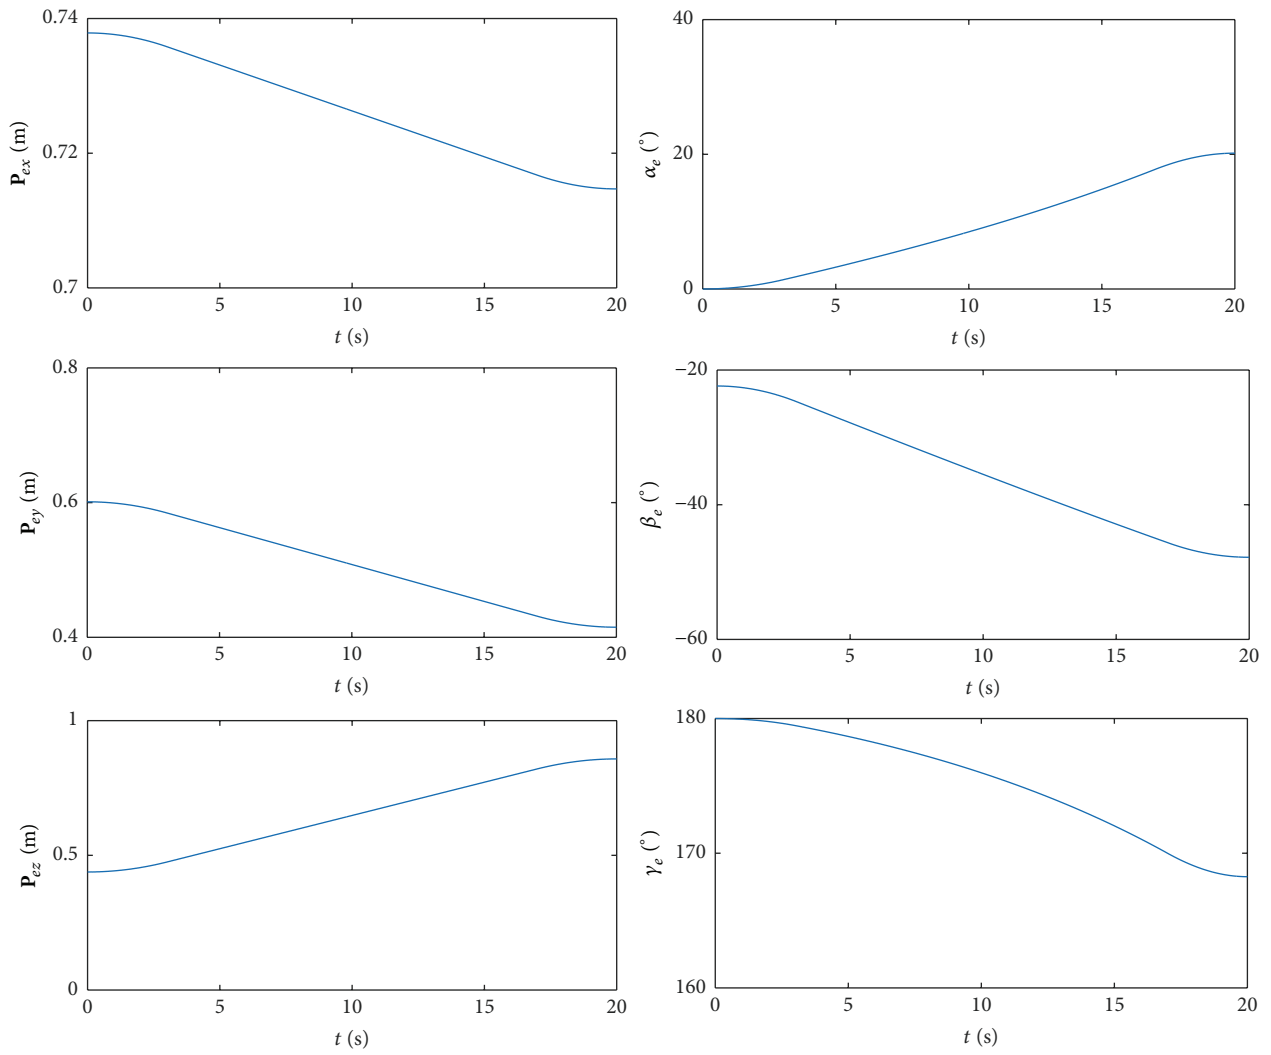 0.74
0.72
0.7
P_ex (m)
0 5 10 15 20
t (s)
40
20
0
α_e (°)
0 5 10 15 20
t (s)
0.8
0.6
0.4
P_ey (m)
0 5 10 15 20
t (s)
−20
−40
−60
β_e (°)
0 5 10 15 20
t (s)
1
0.5
0
P_ez (m)
0 5 10 15 20
t (s)
180
170
160
γ_e (°)
0 5 10 15 20
t (s)